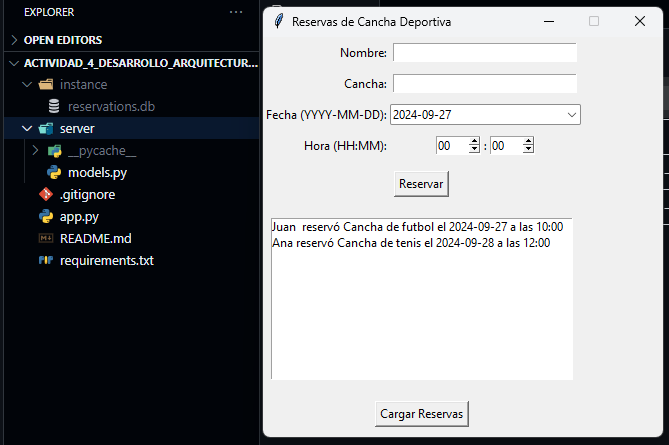 EXPLORER
OPEN EDITORS
ACTIVIDAD_4_DESARROLLO_ARQUITECTUR...
instance
reservations.db
server
__pycache__
models.py
.gitignore
app.py
README.md
requirements.txt
Reservas de Cancha Deportiva
Nombre:
Cancha:
Fecha (YYYY-MM-DD): 2024-09-27
Hora (HH:MM): 00 : 00
Reservar
Juan  reservó Cancha de futbol el 2024-09-27 a las 10:00
Ana reservó Cancha de tenis el 2024-09-28 a las 12:00
Cargar Reservas